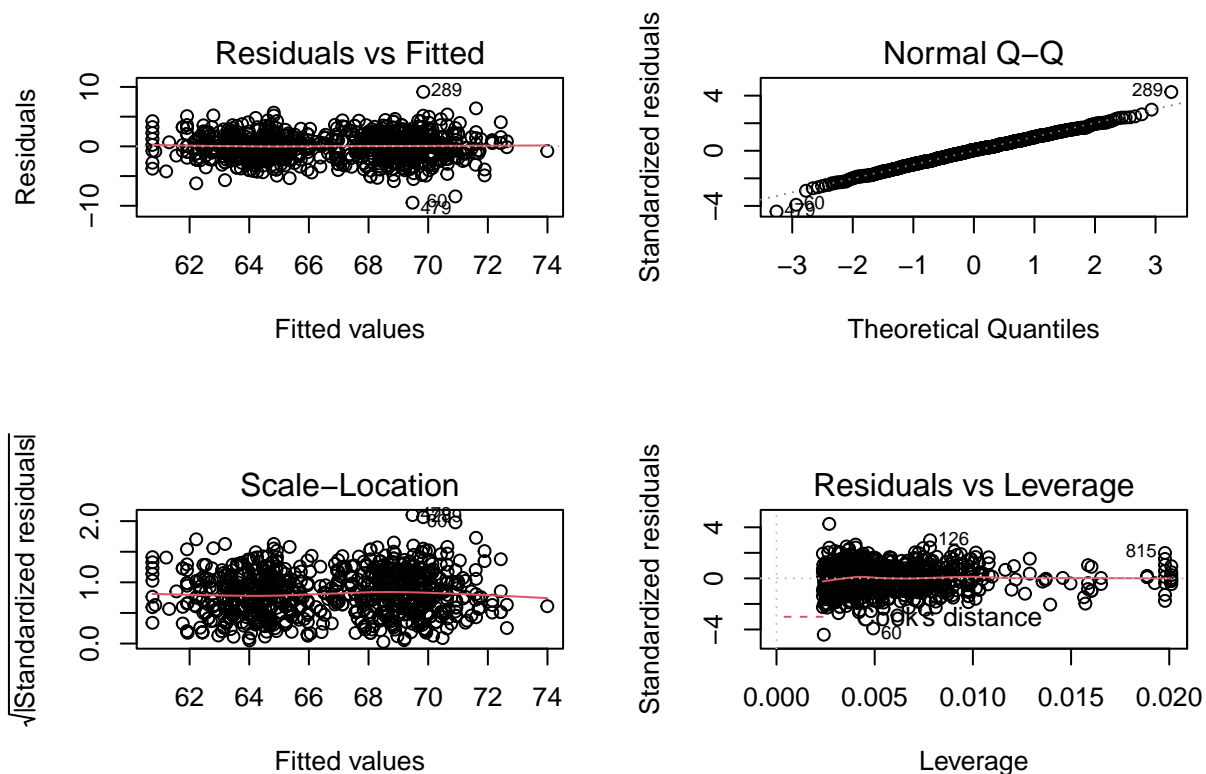 Residuals vs Fitted
Residuals
10
0
−10
289
60
479
62 64 66 68 70 72 74
Fitted values
Normal Q−Q
Standardized residuals
4
0
−4
289
60
479
−3 −2 −1 0 1 2 3
Theoretical Quantiles
Scale−Location
√|Standardized residuals|
2.0
1.0
0.0
60
62 64 66 68 70 72 74
Fitted values
Residuals vs Leverage
Standardized residuals
4
0
−4
126
815
Cook's distance
60
0.000 0.005 0.010 0.015 0.020
Leverage